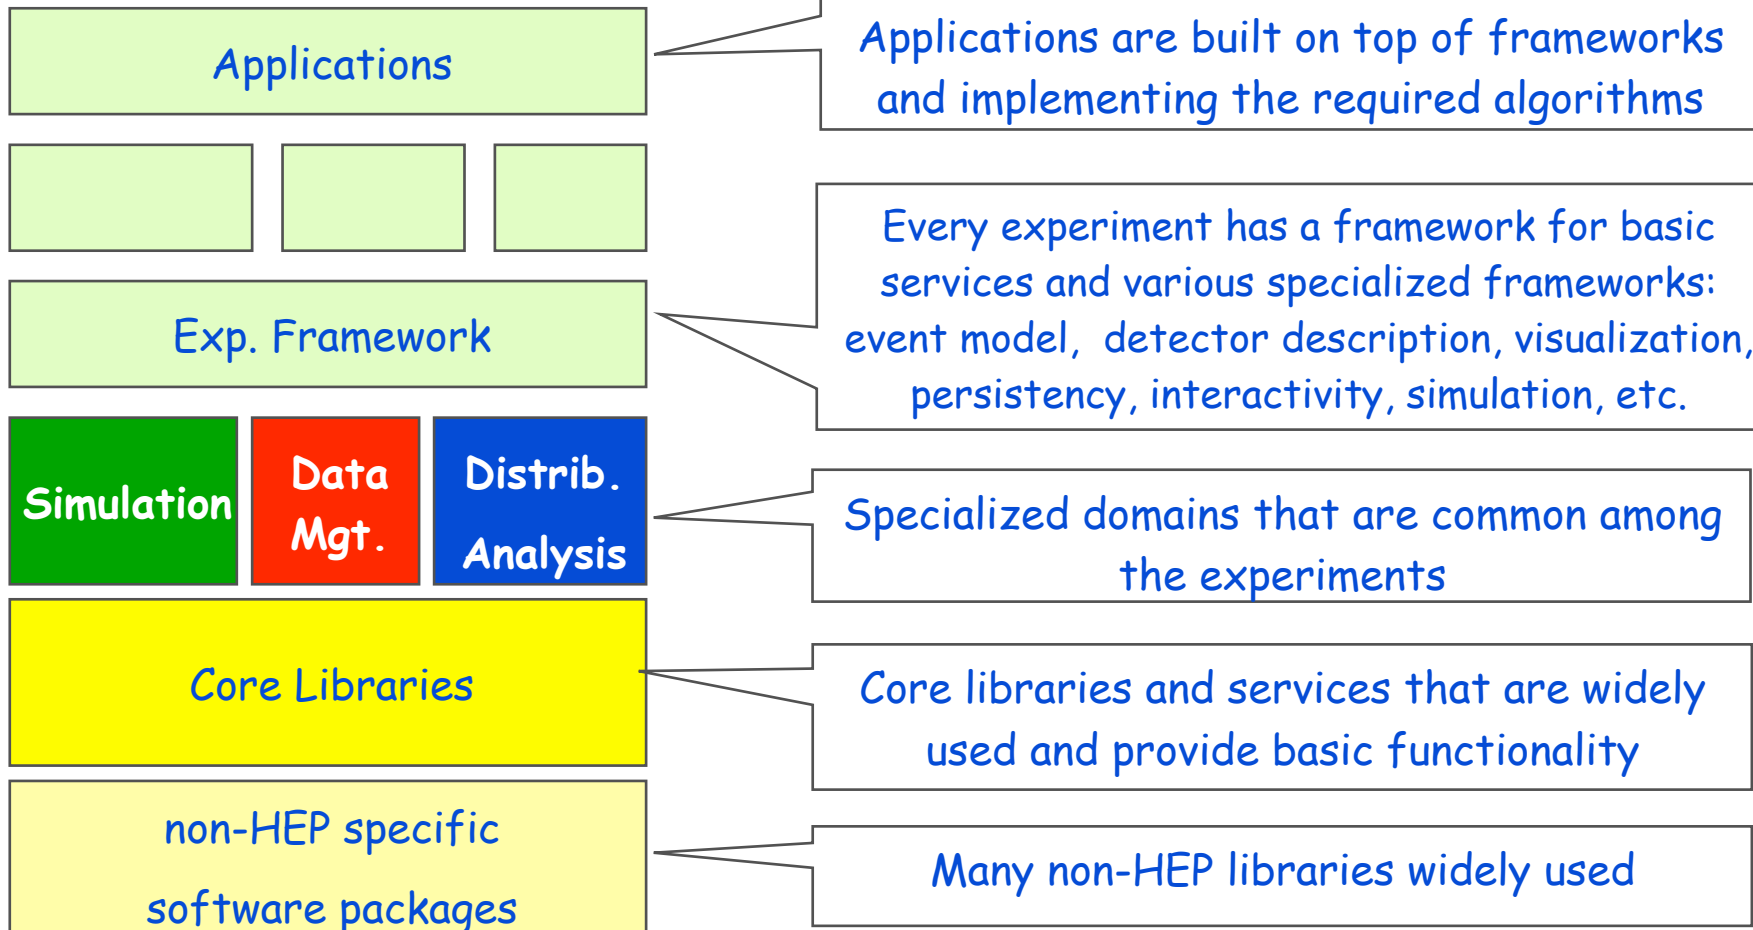 Applications
Applications are built on top of frameworks
and implementing the required algorithms
Every experiment has a framework for basic
services and various specialized frameworks:
event model, detector description, visualization,
persistency, interactivity, simulation, etc.
Exp. Framework
Simulation
Data
Mgt.
Distrib.
Analysis
Specialized domains that are common among
the experiments
Core Libraries
Core libraries and services that are widely
used and provide basic functionality
non-HEP specific
software packages
Many non-HEP libraries widely used